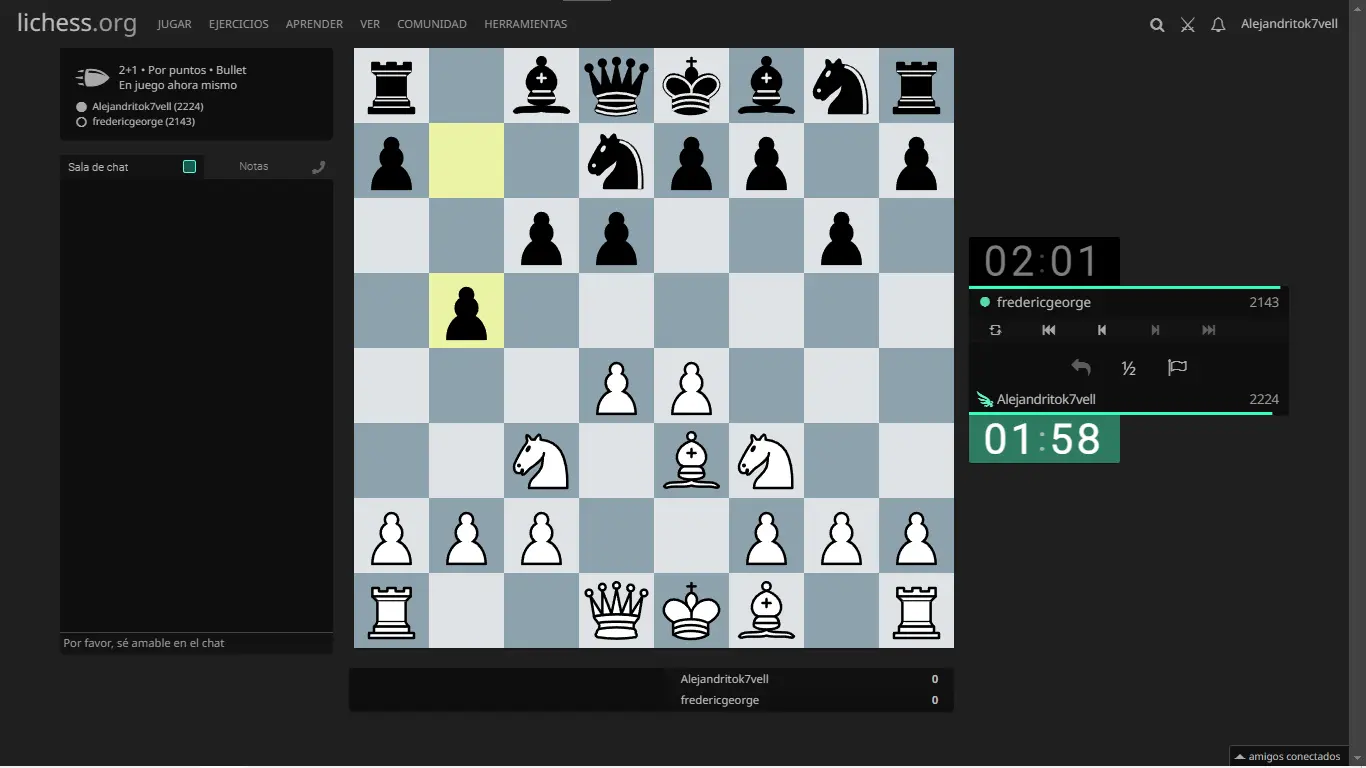 lichess.org JUGAR EJERCICIOS APRENDER VER COMUNIDAD HERRAMIENTAS Alejandritok7vell
2+1 • Por puntos • Bullet
En juego ahora mismo
Alejandritok7vell (2224)
fredericgeorge (2143)
Sala de chat Notas
Por favor, sé amable en el chat
02:01
fredericgeorge 2143
½
Alejandritok7vell 2224
01:58
Alejandritok7vell 0
fredericgeorge 0
amigos conectados